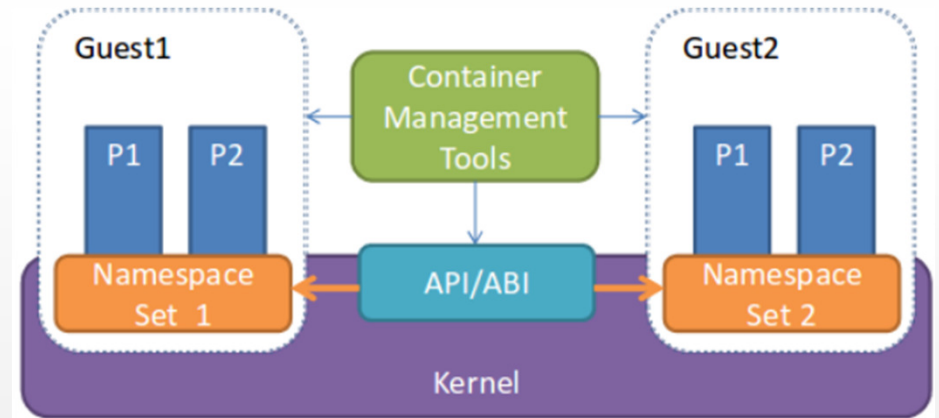 Guest1
Container
Management
Tools
Guest2
P1
P2
P1
P2
Namespace
Set 1
API/ABI
Namespace
Set 2
Kernel